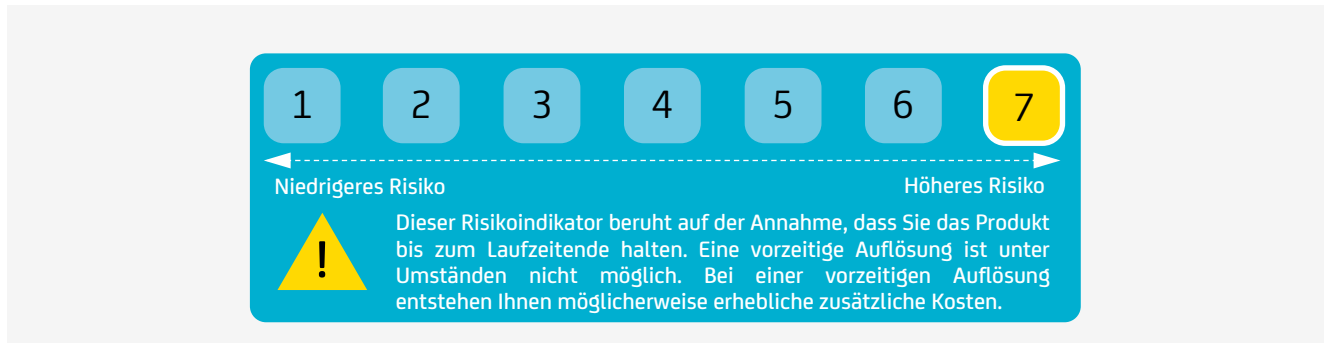 1 2 3 4 5 6 7
Niedrigeres Risiko Höheres Risiko
!
Dieser Risikoindikator beruht auf der Annahme, dass Sie das Produkt
bis zum Laufzeitende halten. Eine vorzeitige Auflösung ist unter
Umständen nicht möglich. Bei einer vorzeitigen Auflösung
entstehen Ihnen möglicherweise erhebliche zusätzliche Kosten.